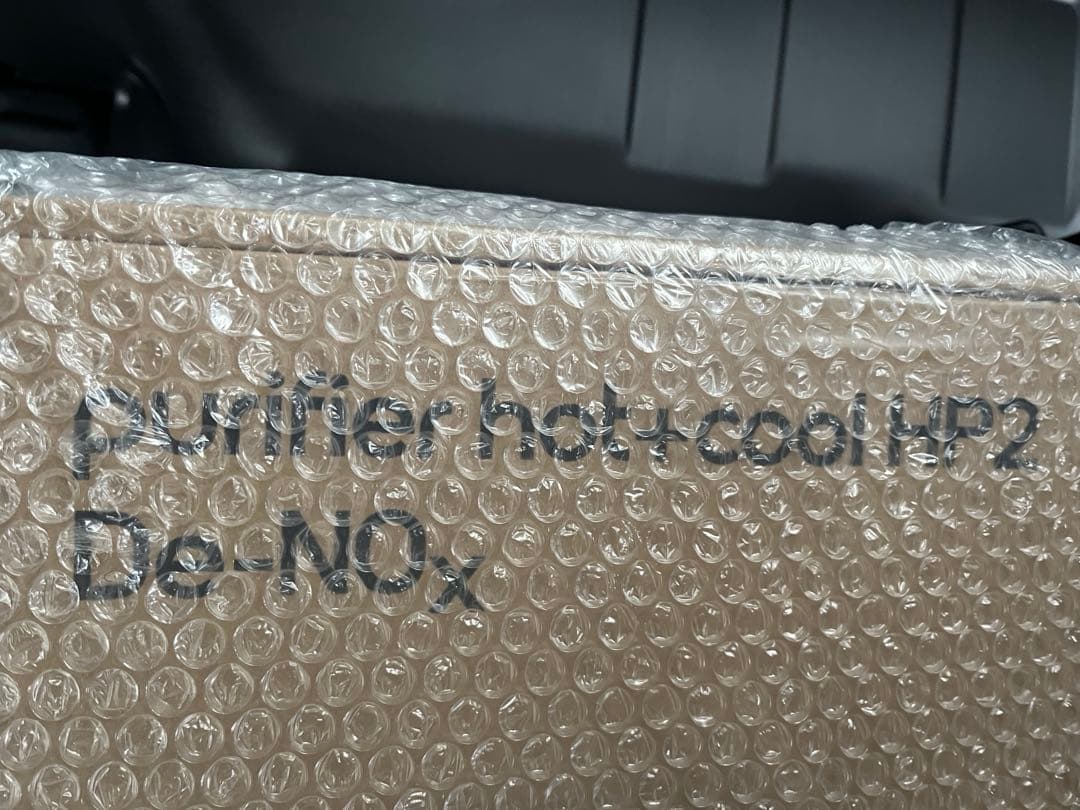 purifier hot+cool HP2
De-NOx